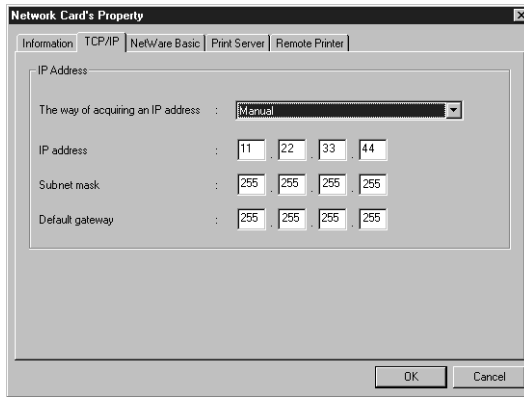 Network Card's Property
Information TCP/IP NetWare Basic Print Server Remote Printer
IP Address
The way of acquiring an IP address : Manual
IP address : 11 . 22 . 33 . 44
Subnet mask : 255 . 255 . 255 . 255
Default gateway : 255 . 255 . 255 . 255
OK Cancel